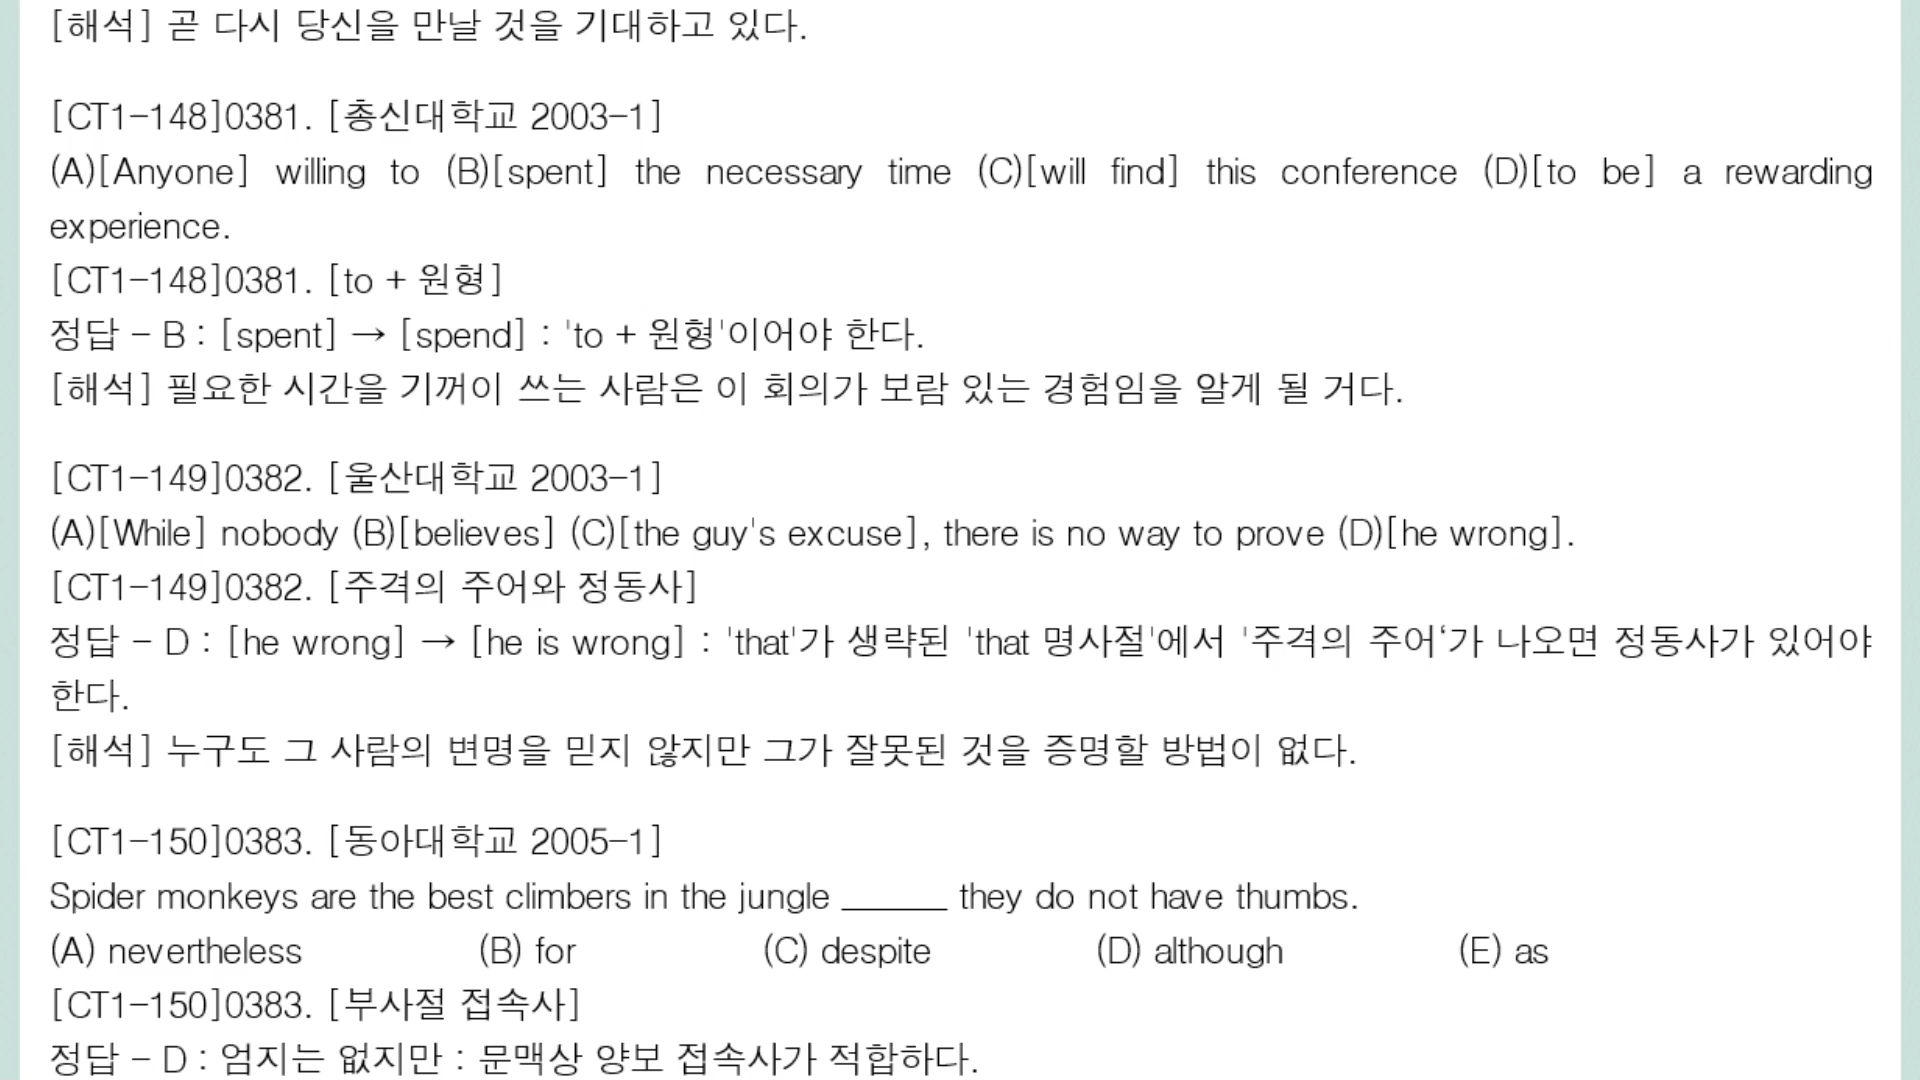 [해석] 곧 다시 당신을 만날 것을 기대하고 있다.
[CT1-148]0381. [총신대학교 2003-1]
(A)[Anyone] willing to (B)[spent] the necessary time (C)[will find] this conference (D)[to be] a rewarding
experience.
[CT1-148]0381. [to + 원형]
정답 - B : [spent] → [spend] : 'to + 원형'이어야 한다.
[해석] 필요한 시간을 기꺼이 쓰는 사람은 이 회의가 보람 있는 경험임을 알게 될 거다.
[CT1-149]0382. [울산대학교 2003-1]
(A)[While] nobody (B)[believes] (C)[the guy's excuse], there is no way to prove (D)[he wrong].
[CT1-149]0382. [주격의 주어와 정동사]
정답 - D : [he wrong] → [he is wrong] : 'that'가 생략된 'that 명사절'에서 '주격의 주어‘가 나오면 정동사가 있어야
한다.
[해석] 누구도 그 사람의 변명을 믿지 않지만 그가 잘못된 것을 증명할 방법이 없다.
[CT1-150]0383. [동아대학교 2005-1]
Spider monkeys are the best climbers in the jungle ______ they do not have thumbs.
(A) nevertheless (B) for (C) despite (D) although (E) as
[CT1-150]0383. [부사절 접속사]
정답 - D : 엄지는 없지만 : 문맥상 양보 접속사가 적합하다.